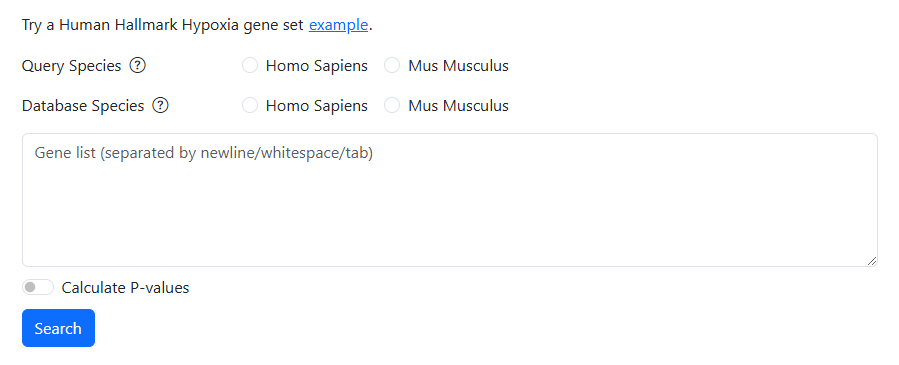 Try a Human Hallmark Hypoxia gene set example.
Query Species ? Homo Sapiens Mus Musculus
Database Species ? Homo Sapiens Mus Musculus
Gene list (separated by newline/whitespace/tab)
Calculate P-values
Search